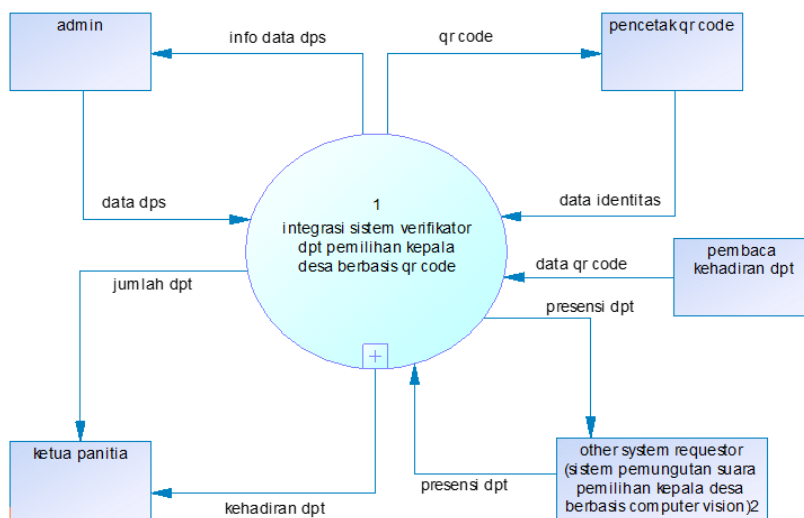 admin
info data dps
qr code
pencetak qr code
data dps
1
integrasi sistem verifikator
dpt pemilihan kepala
desa berbasis qr code
data identitas
pembaca
kehadiran dpt
data qr code
jumlah dpt
presensi dpt
ketua panitia
kehadiran dpt
presensi dpt
other system requestor
(sistem pemungutan suara
pemilihan kepala desa
berbasis computer vision)2